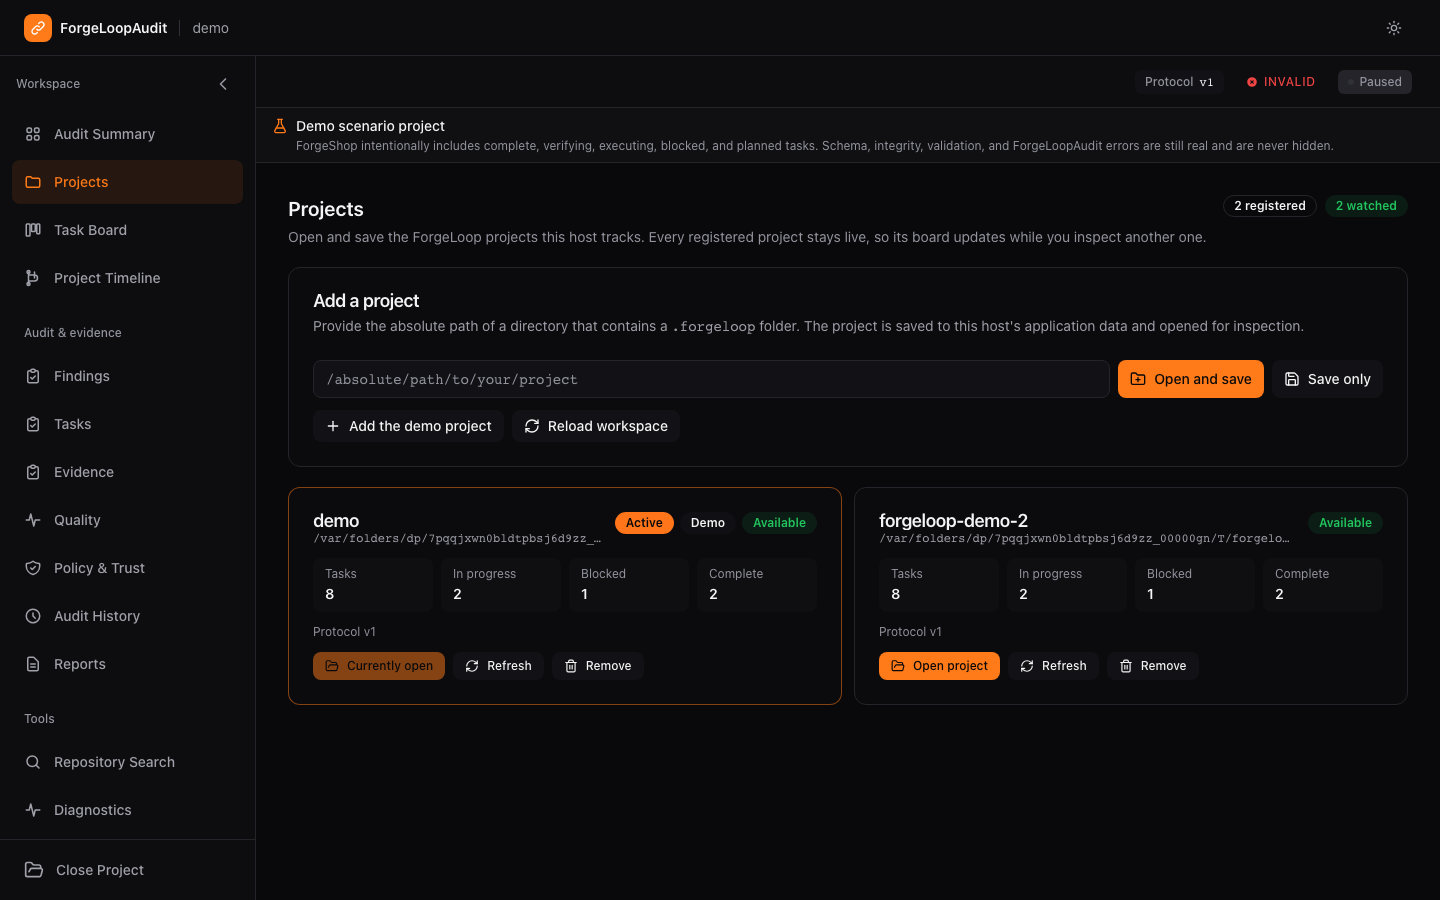 ForgeLoopAudit
demo
Workspace
Audit Summary
Projects
Task Board
Project Timeline
Audit & evidence
Findings
Tasks
Evidence
Quality
Policy & Trust
Audit History
Reports
Tools
Repository Search
Diagnostics
Close Project
Protocol v1
INVALID
Paused
Demo scenario project
ForgeShop intentionally includes complete, verifying, executing, blocked, and planned tasks. Schema, integrity, validation, and ForgeLoopAudit errors are still real and are never hidden.
Projects
2 registered
2 watched
Open and save the ForgeLoop projects this host tracks. Every registered project stays live, so its board updates while you inspect another one.
Add a project
Provide the absolute path of a directory that contains a .forgeloop folder. The project is saved to this host's application data and opened for inspection.
/absolute/path/to/your/project
Open and save
Save only
Add the demo project
Reload workspace
demo
Active
Demo
Available
/var/folders/dp/7pqqjxwn0bldtpbsj6d9zz_…
Tasks
8
In progress
2
Blocked
1
Complete
2
Protocol v1
Currently open
Refresh
Remove
forgeloop-demo-2
Available
/var/folders/dp/7pqqjxwn0bldtpbsj6d9zz_00000gn/T/forgelo…
Tasks
8
In progress
2
Blocked
1
Complete
2
Protocol v1
Open project
Refresh
Remove